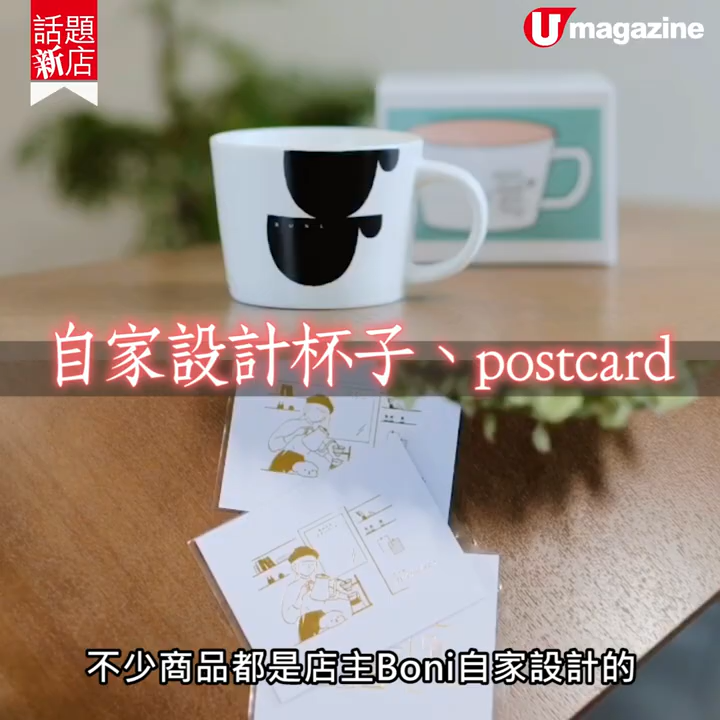 話題
新店
U magazine
BONI
自家設計杯子、postcard
不少商品都是店主Boni自家設計的